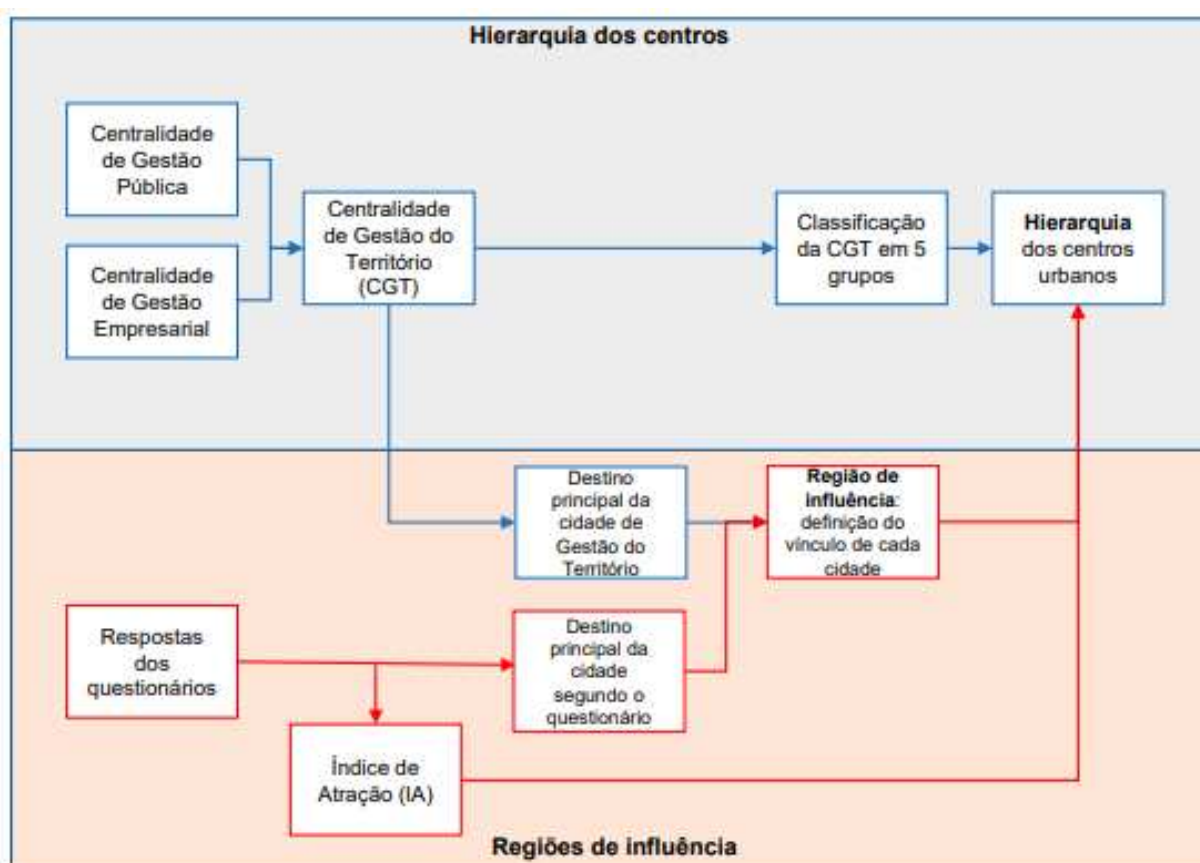 Hierarquia dos centros
Centralidade
de Gestão
Pública
Centralidade
de Gestão
Empresarial
Centralidade
de Gestão do
Território
(CGT)
Classificação
da CGT em 5
grupos
Hierarquia
dos centros
urbanos
Destino
principal da
cidade de
Gestão do
Território
Região de
influência:
definição do
vínculo de cada
cidade
Respostas
dos
questionários
Destino
principal da
cidade
segundo o
questionário
Índice de
Atração (IA)
Regiões de influência